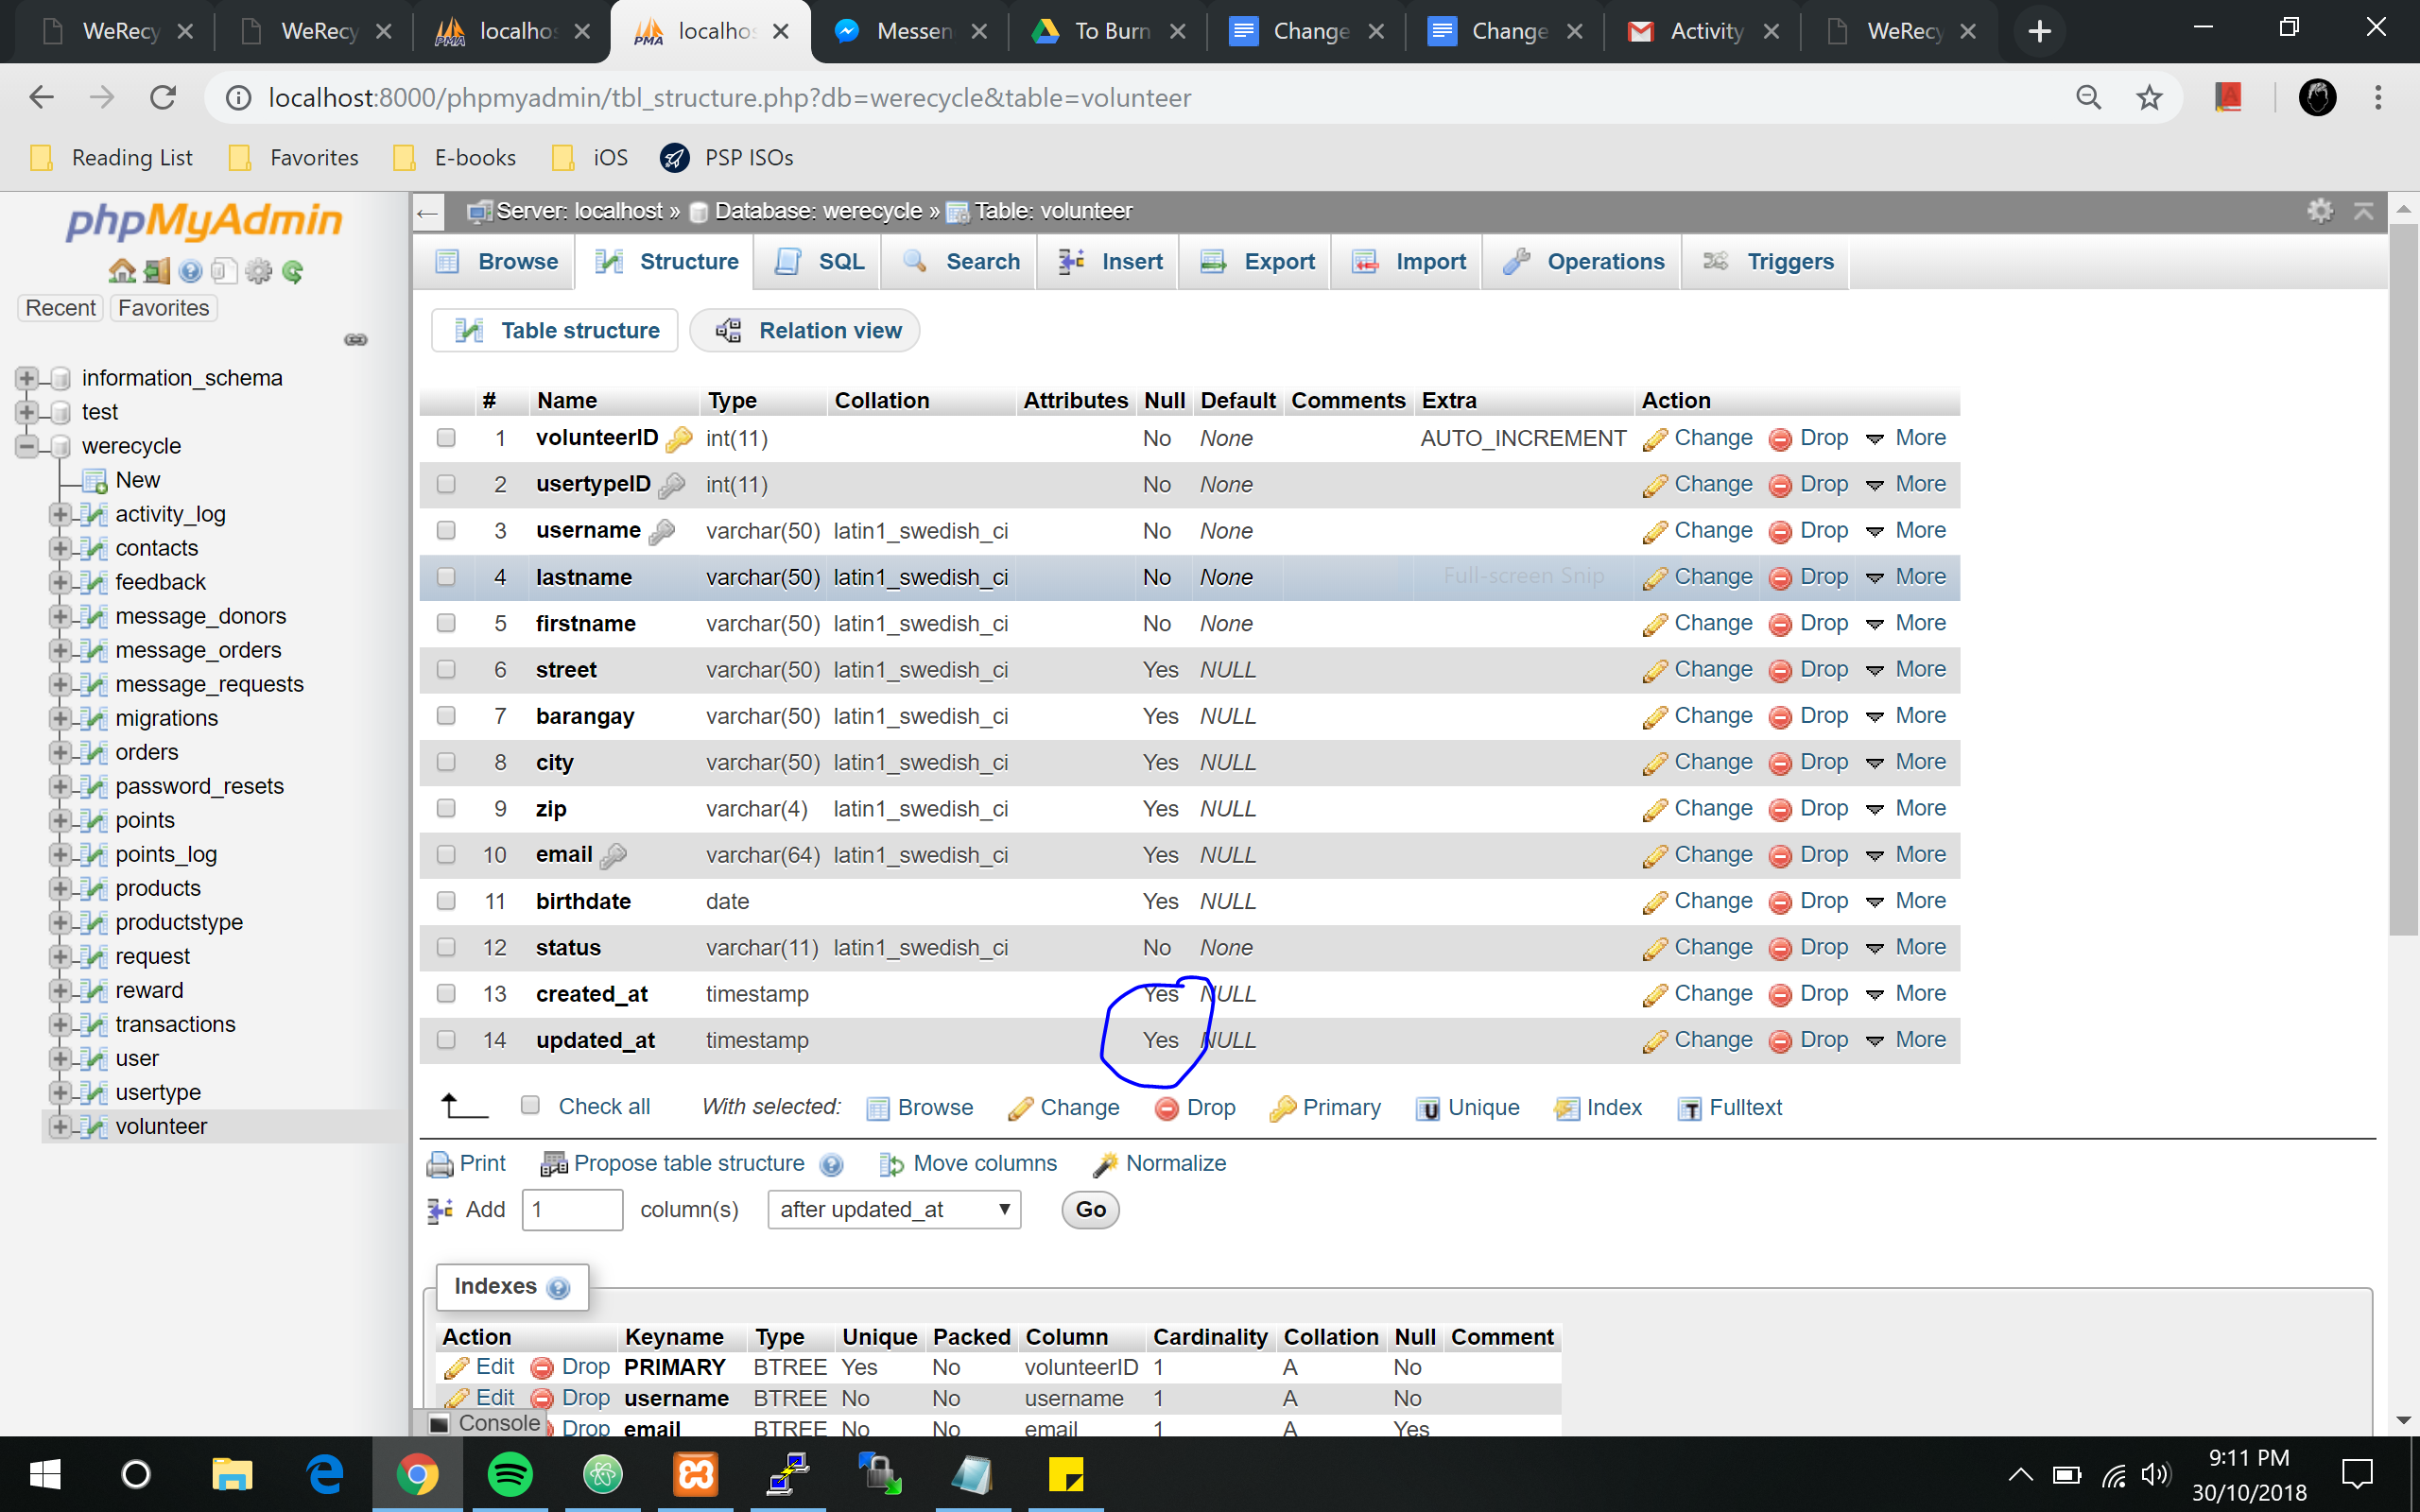 WeRecy WeRecy localhos localhos Messen To Burn Change Change Activity WeRecy
localhost:8000/phpmyadmin/tbl_structure.php?db=werecycle&table=volunteer
Reading List Favorites E-books iOS PSP ISOs
phpMyAdmin
Recent Favorites
information_schema
test
werecycle
New
activity_log
contacts
feedback
message_donors
message_orders
message_requests
migrations
orders
password_resets
points
points_log
products
productstype
request
reward
transactions
user
usertype
volunteer
Server: localhost » Database: werecycle » Table: volunteer
Browse Structure SQL Search Insert Export Import Operations Triggers
Table structure Relation view
# Name Type Collation Attributes Null Default Comments Extra Action
1 volunteerID int(11) No None AUTO_INCREMENT Change Drop More
2 usertypeID int(11) No None Change Drop More
3 username varchar(50) latin1_swedish_ci No None Change Drop More
4 lastname varchar(50) latin1_swedish_ci No None Full-screen Snip Change Drop More
5 firstname varchar(50) latin1_swedish_ci No None Change Drop More
6 street varchar(50) latin1_swedish_ci Yes NULL Change Drop More
7 barangay varchar(50) latin1_swedish_ci Yes NULL Change Drop More
8 city varchar(50) latin1_swedish_ci Yes NULL Change Drop More
9 zip varchar(4) latin1_swedish_ci Yes NULL Change Drop More
10 email varchar(64) latin1_swedish_ci Yes NULL Change Drop More
11 birthdate date Yes NULL Change Drop More
12 status varchar(11) latin1_swedish_ci No None Change Drop More
13 created_at timestamp Yes NULL Change Drop More
14 updated_at timestamp Yes NULL Change Drop More
Check all With selected: Browse Change Drop Primary Unique Index Fulltext
Print Propose table structure Move columns Normalize
Add 1 column(s) after updated_at Go
Indexes
Action Keyname Type Unique Packed Column Cardinality Collation Null Comment
Edit Drop PRIMARY BTREE Yes No volunteerID 1 A No
Edit Drop username BTREE No No username 1 A No
Drop email BTREE No No email 1 A Yes
Console
9:11 PM
30/10/2018